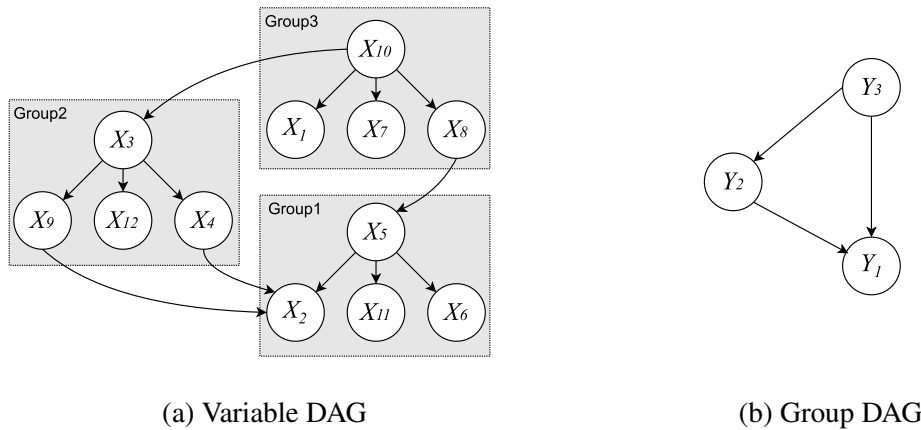 Group3
X10
X1 X7 X8
Group2
X3
X9 X12 X4
Group1
X5
X2 X11 X6
Y3
Y2
Y1
(a) Variable DAG
(b) Group DAG